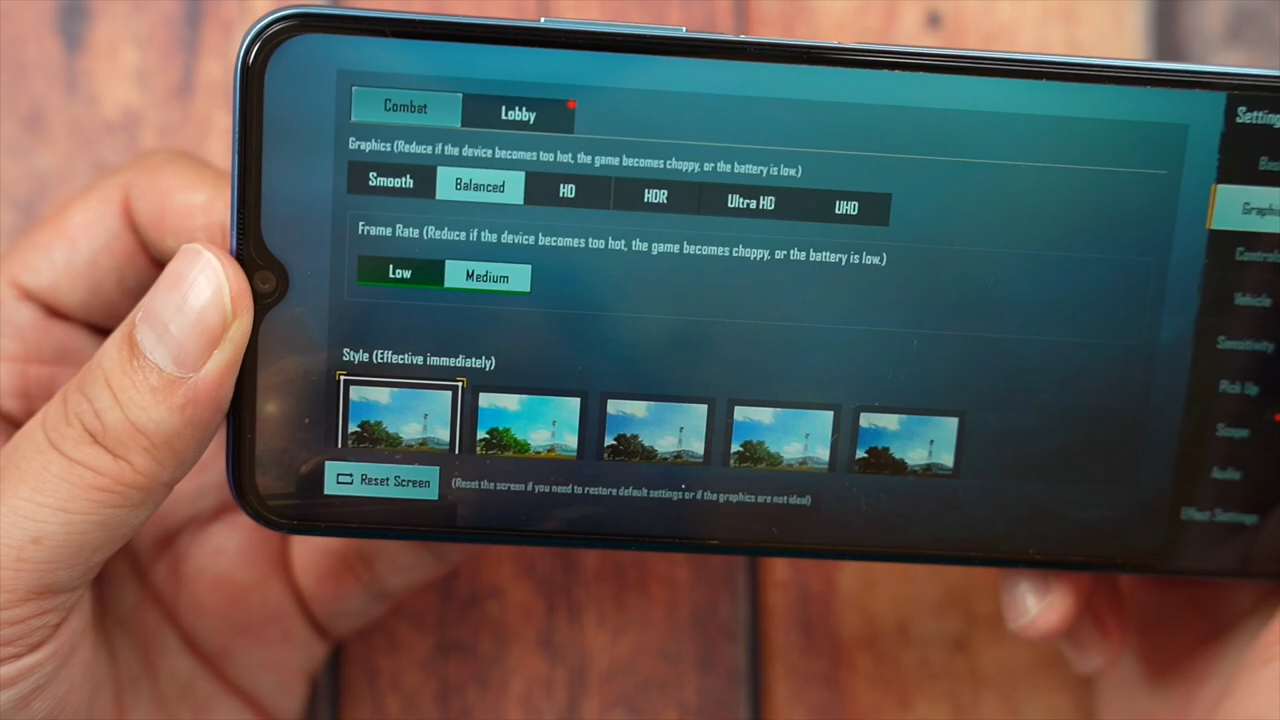 Combat Lobby
Graphics (Reduce if the device becomes too hot, the game becomes choppy, or the battery is low.)
Smooth Balanced HD HDR Ultra HD UHD
Frame Rate (Reduce if the device becomes too hot, the game becomes choppy, or the battery is low.)
Low Medium
Style (Effective immediately)
Reset Screen (Reset the screen if you need to restore default settings or if the graphics are not ideal)
Setting
Bas
Graphi
Control
Vehicle
Sensitivity
Pick Up
Scope
Audio
Effect Settings